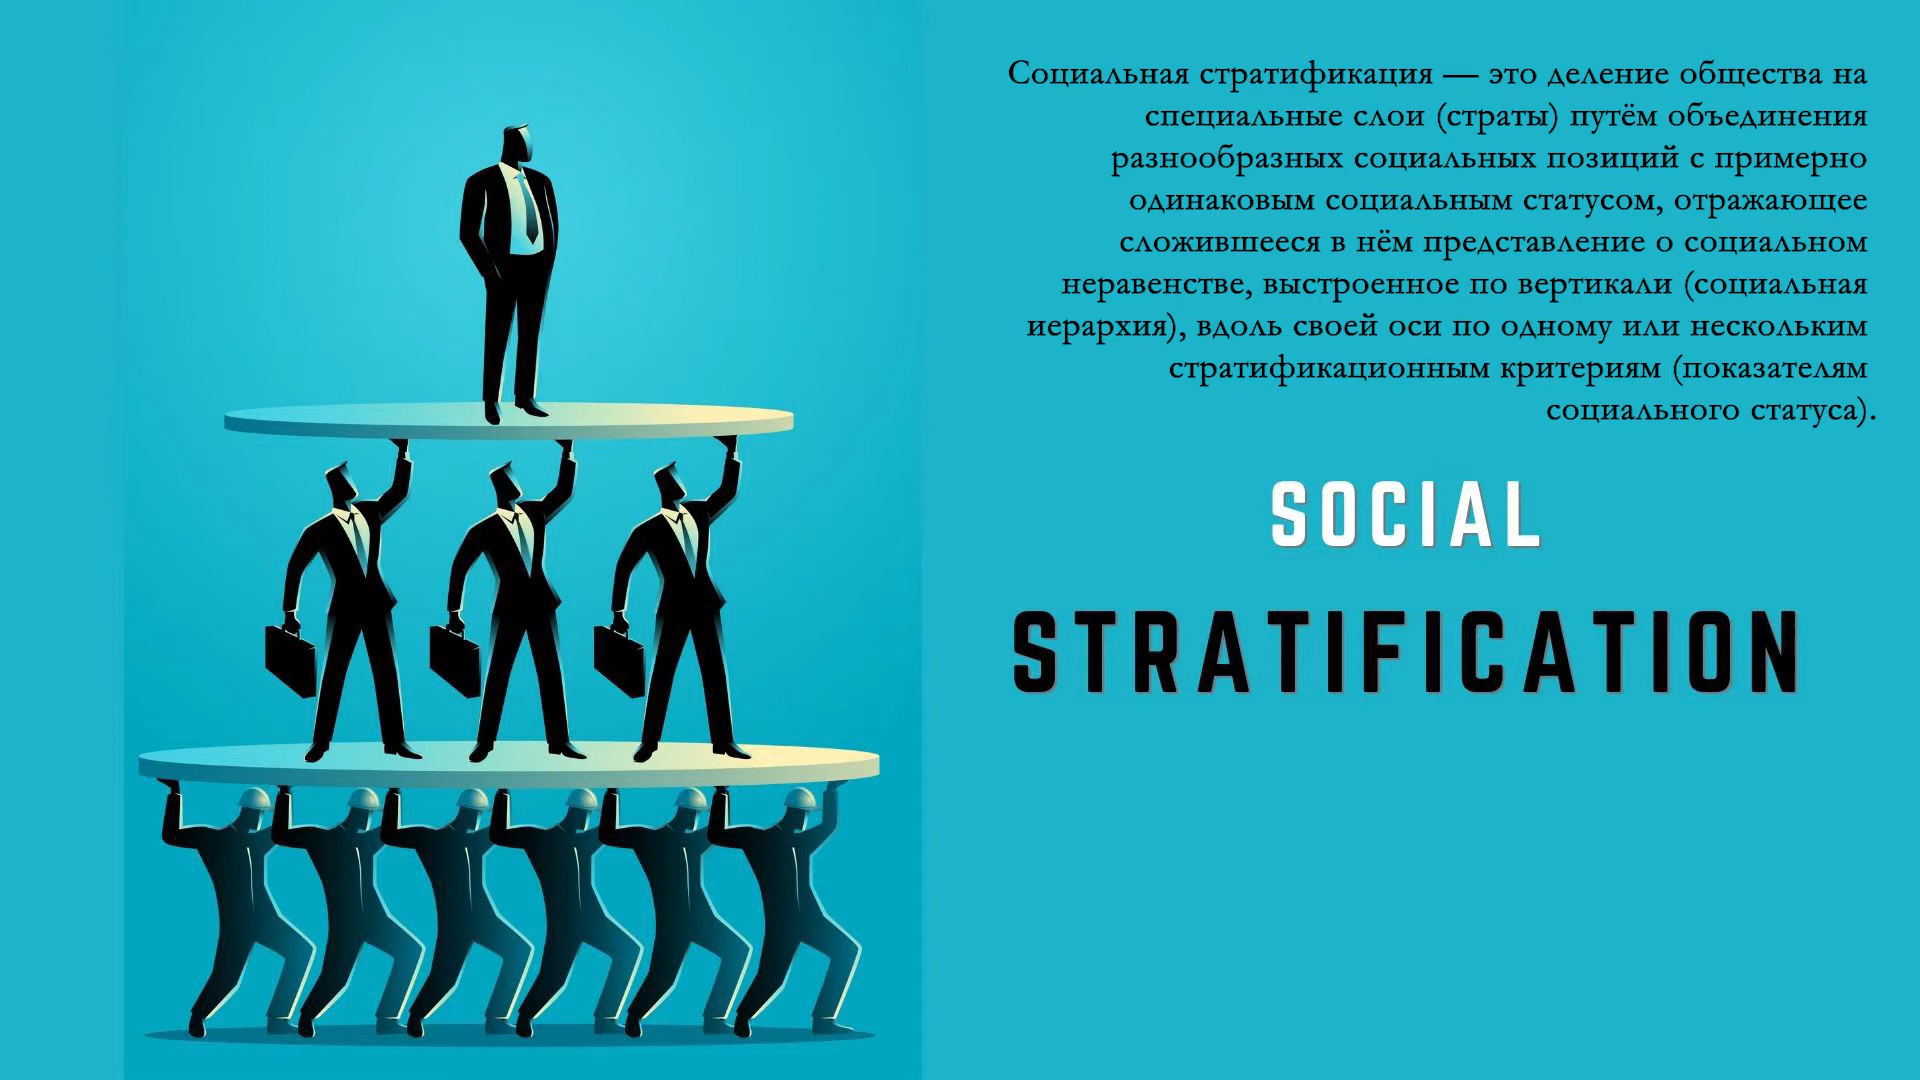 Социальная стратификация — это деление общества на
специальные слои (страты) путём объединения
разнообразных социальных позиций с примерно
одинаковым социальным статусом, отражающее
сложившееся в нём представление о социальном
неравенстве, выстроенное по вертикали (социальная
иерархия), вдоль своей оси по одному или нескольким
стратификационным критериям (показателям
социального статуса).
SOCIAL
STRATIFICATION